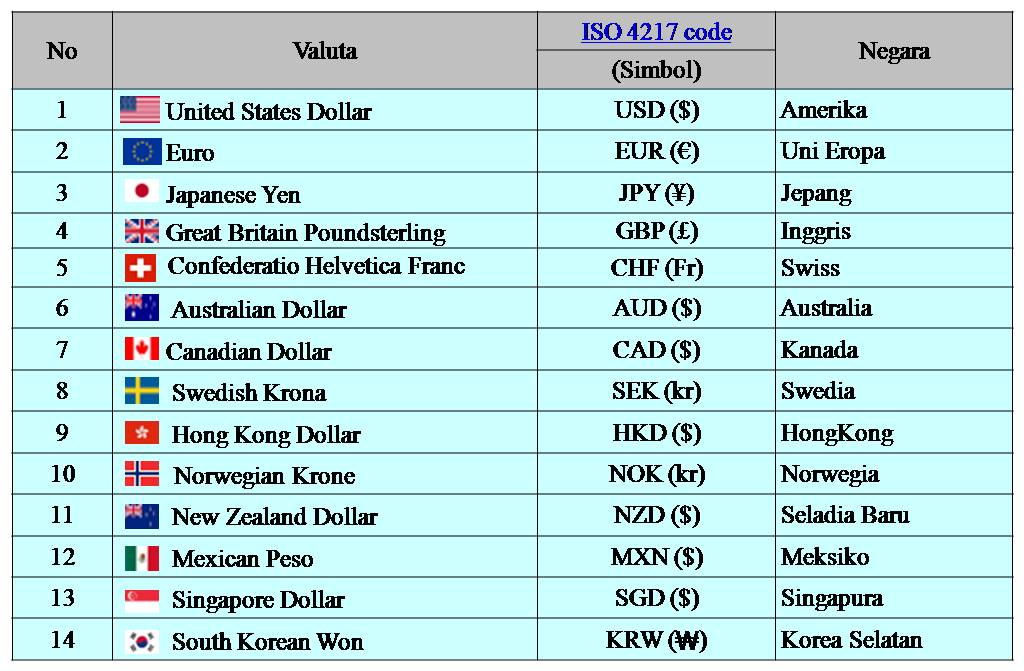 No Valuta ISO 4217 code Negara
(Simbol)
1 United States Dollar USD ($) Amerika
2 Euro EUR (€) Uni Eropa
3 Japanese Yen JPY (¥) Jepang
4 Great Britain Poundsterling GBP (£) Inggris
5 Confederatio Helvetica Franc CHF (Fr) Swiss
6 Australian Dollar AUD ($) Australia
7 Canadian Dollar CAD ($) Kanada
8 Swedish Krona SEK (kr) Swedia
9 Hong Kong Dollar HKD ($) HongKong
10 Norwegian Krone NOK (kr) Norwegia
11 New Zealand Dollar NZD ($) Seladia Baru
12 Mexican Peso MXN ($) Meksiko
13 Singapore Dollar SGD ($) Singapura
14 South Korean Won KRW (₩) Korea Selatan